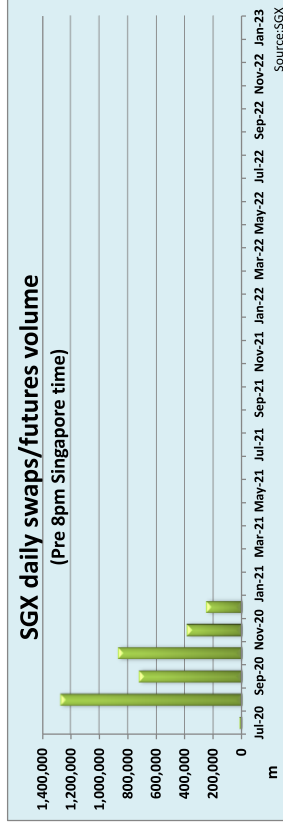 SGX daily swaps/futures volume
(Pre 8pm Singapore time)
1,400,000
1,200,000
1,000,000
800,000
600,000
400,000
200,000
0
Jul-20 Sep-20 Nov-20 Jan-21 Mar-21 May-21 Jul-21 Sep-21 Nov-21 Jan-22 Mar-22 May-22 Jul-22 Sep-22 Nov-22 Jan-23
m
Source:SGX